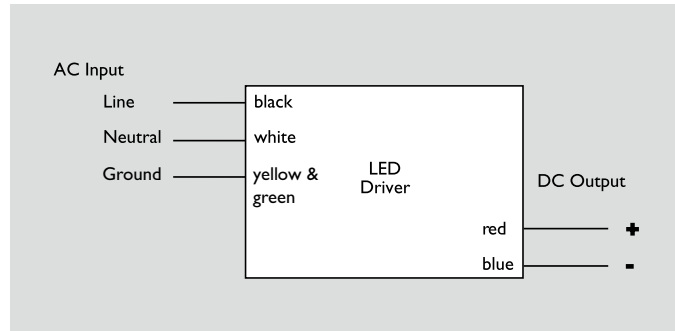 AC Input
Line
black
Neutral
white
Ground
yellow &
green
LED
Driver
DC Output
red
+
blue
-